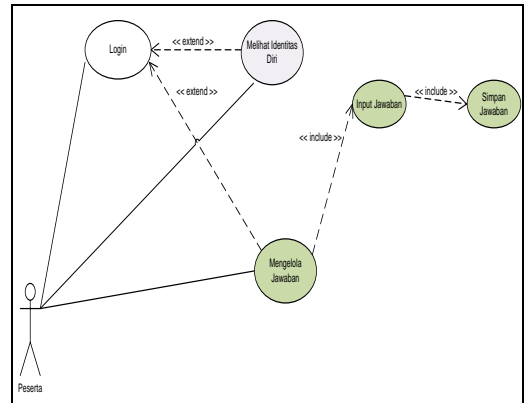 Login
<< extend >>
Melihat Identitas
Diri
<< extend >>
Input Jawaban
<< include >>
Simpan
Jawaban
<< include >>
Mengelola
Jawaban
Peserta